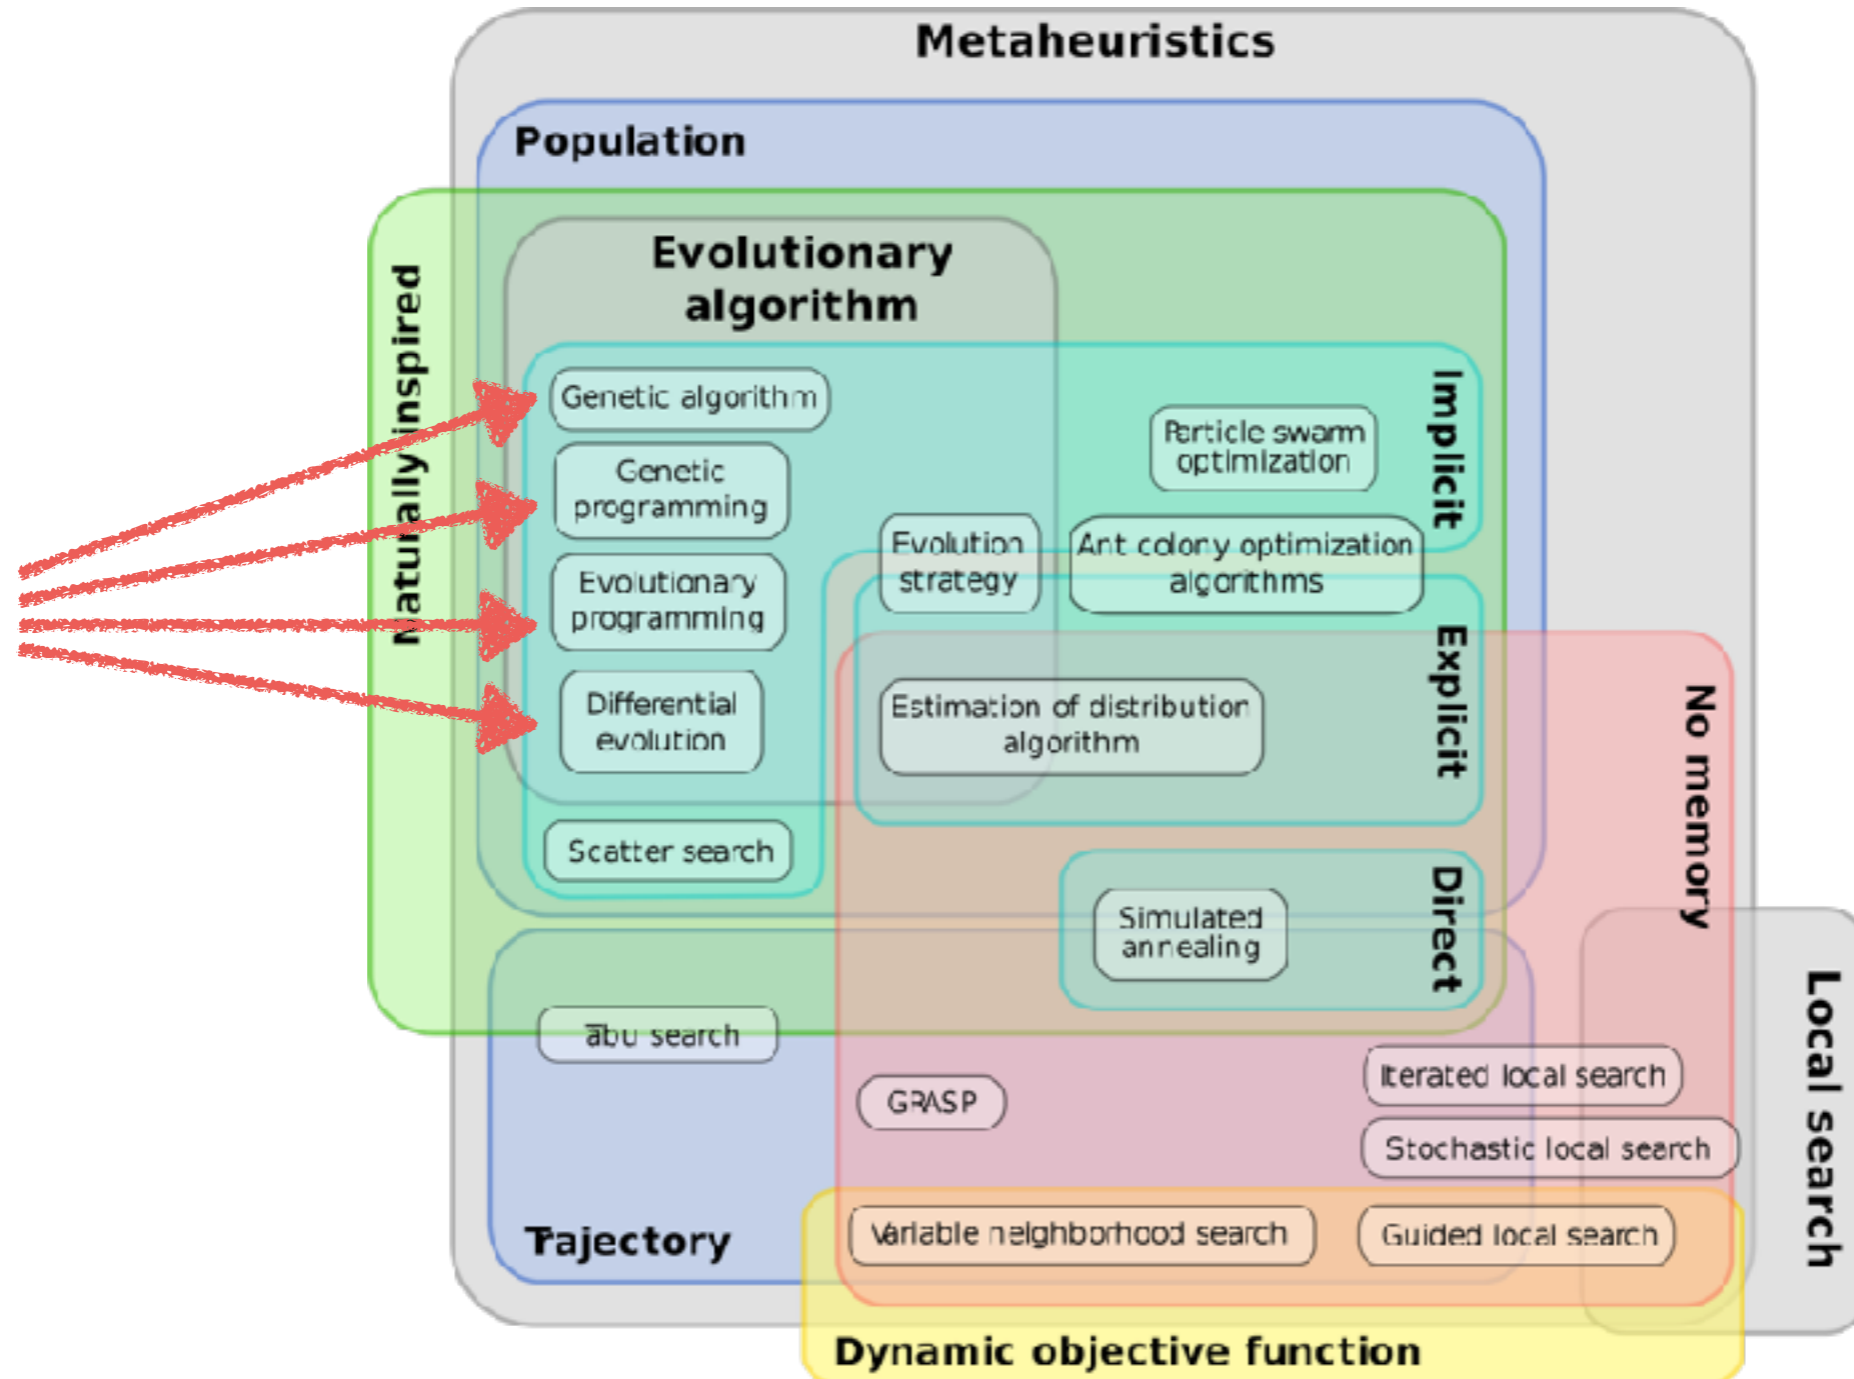 Metaheuristics
Population
Naturally inspired
Evolutionary
algorithm
Implicit
Genetic algorithm
Particle swarm
optimization
Genetic
programming
Evolution
strategy
Ant colony optimization
algorithms
Evolutionary
programming
Explicit
No memory
Differential
evolution
Estimation of distribution
algorithm
Scatter search
Direct
Simulated
annealing
Local search
Tabu search
GRASP
Iterated local search
Stochastic local search
Trajectory
Variable neighborhood search
Guided local search
Dynamic objective function